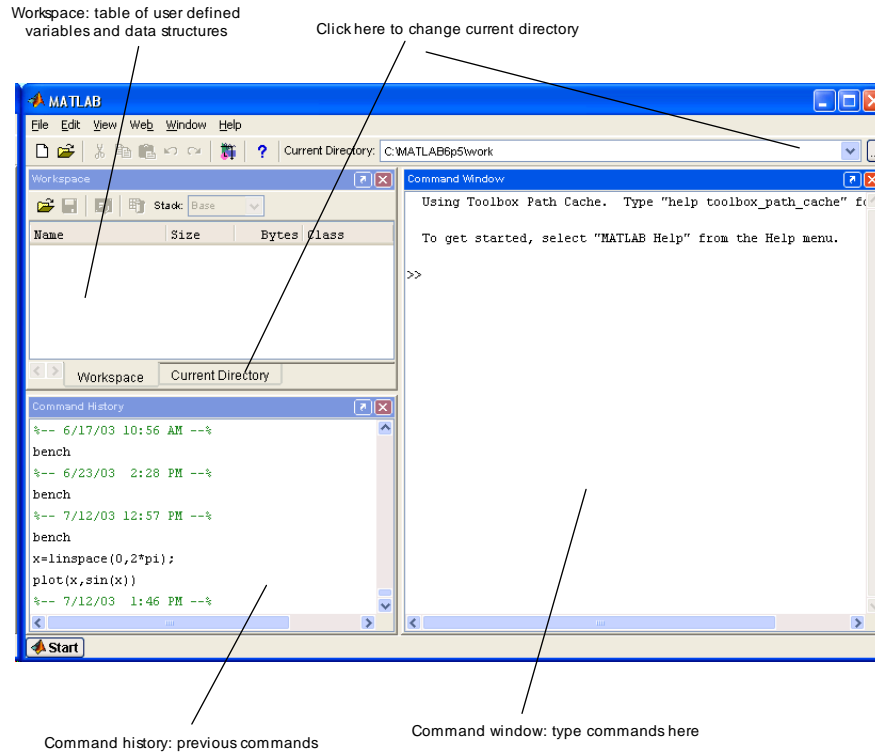 Workspace: table of user defined
variables and data structures
Click here to change current directory
MATLAB
File Edit View Web Window Help
? Current Directory: C:\MATLAB6p5\work ...
Workspace
Stack: Base
Name Size Bytes Class
Workspace Current Directory
Command History
%-- 6/17/03 10:56 AM --%
bench
%-- 6/23/03 2:28 PM --%
bench
%-- 7/12/03 12:57 PM --%
bench
x=linspace(0,2*pi);
plot(x,sin(x))
%-- 7/12/03 1:46 PM --%
Command Window
Using Toolbox Path Cache. Type "help toolbox_path_cache" fo
To get started, select "MATLAB Help" from the Help menu.
>>
Start
Command history: previous commands
Command window: type commands here